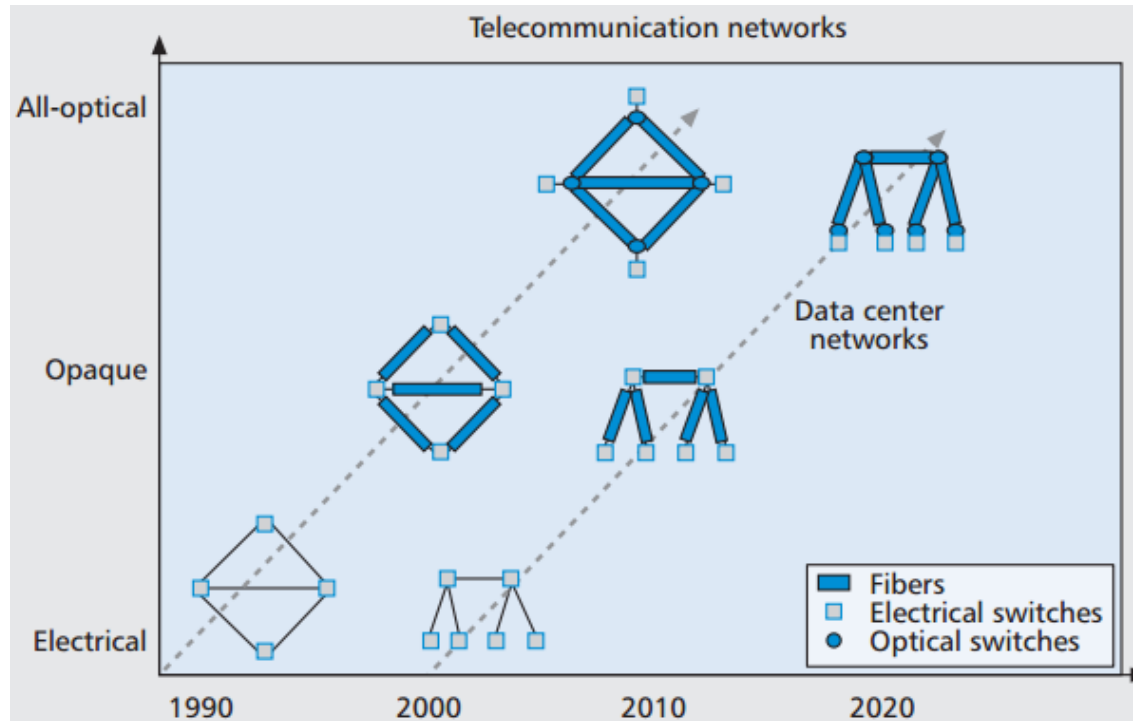 Telecommunication networks
All-optical
Data center
networks
Opaque
Fibers
Electrical switches
Optical switches
Electrical
1990 2000 2010 2020